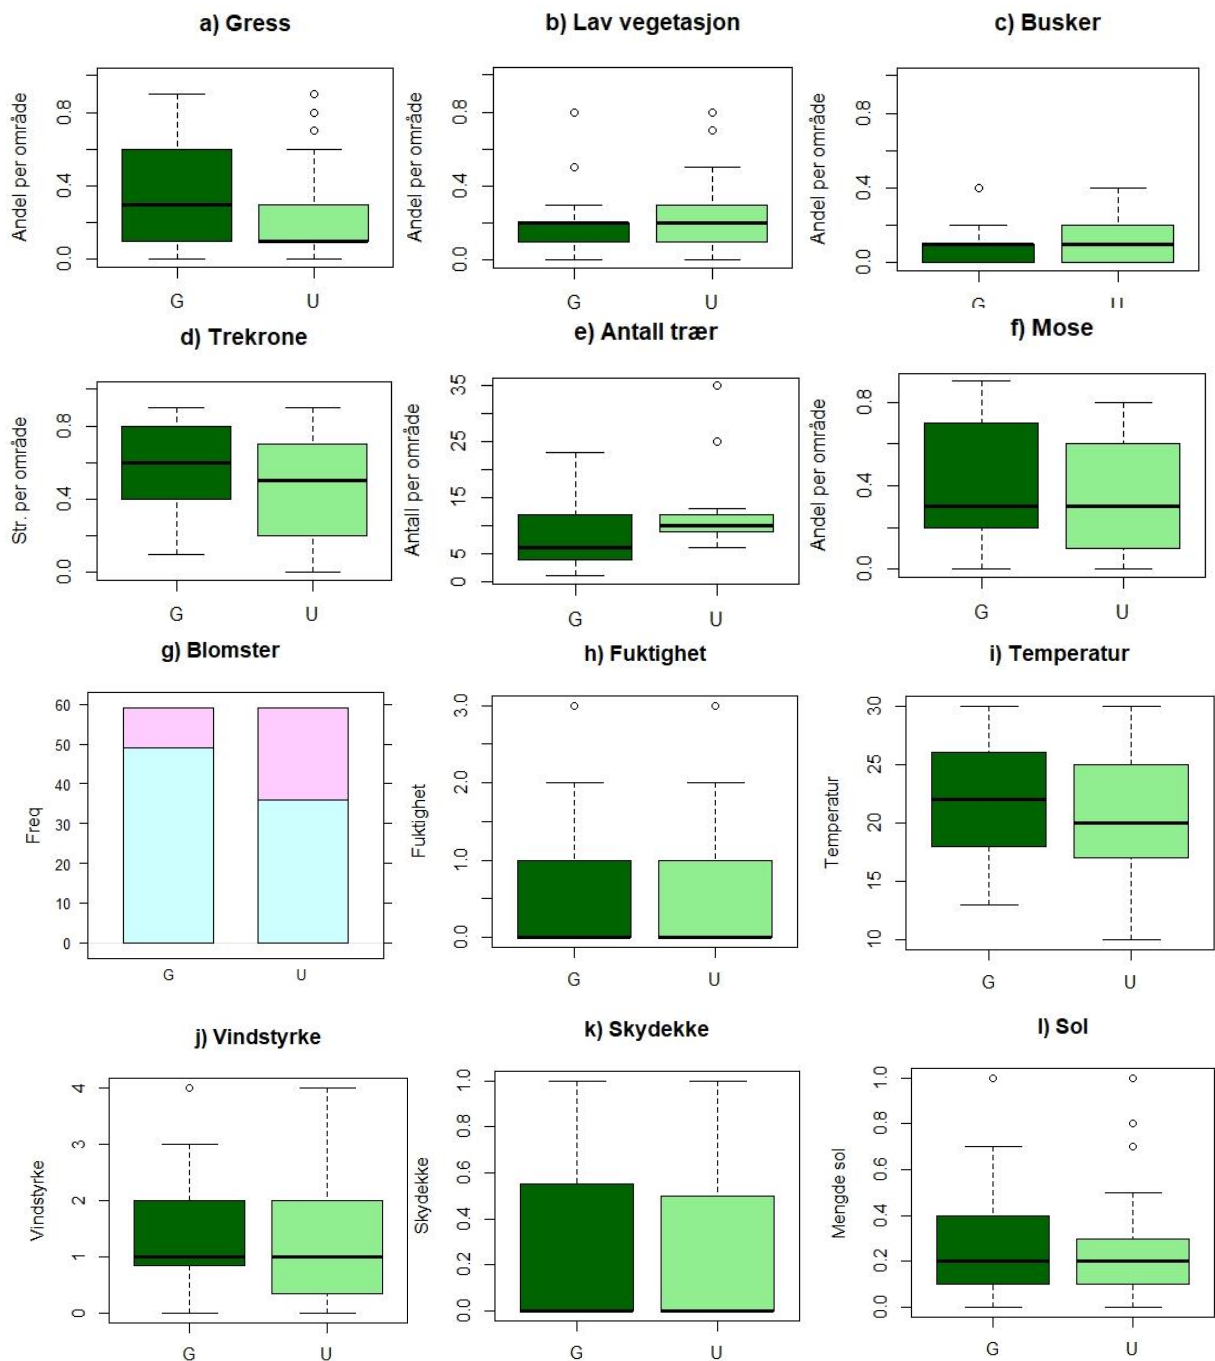 a) Gress
Andel per område
0.0 0.4 0.8
G U
b) Lav vegetasjon
Andel per område
0.0 0.4 0.8
G U
c) Busker
Andel per område
0.0 0.4 0.8
G U
d) Trekrone
Str. per område
0.0 0.4 0.8
G U
e) Antall trær
Antall per område
0 5 15 25 35
G U
f) Mose
Andel per område
0.0 0.4 0.8
G U
g) Blomster
Freq
0 10 20 30 40 50 60
G U
h) Fuktighet
Fuktighet
0.0 1.0 2.0 3.0
G U
i) Temperatur
Temperatur
10 15 20 25 30
G U
j) Vindstyrke
Vindstyrke
0 1 2 3 4
G U
k) Skydekke
Skydekke
0.0 0.2 0.4 0.6 0.8 1.0
G U
l) Sol
Mengde sol
0.0 0.2 0.4 0.6 0.8 1.0
G U